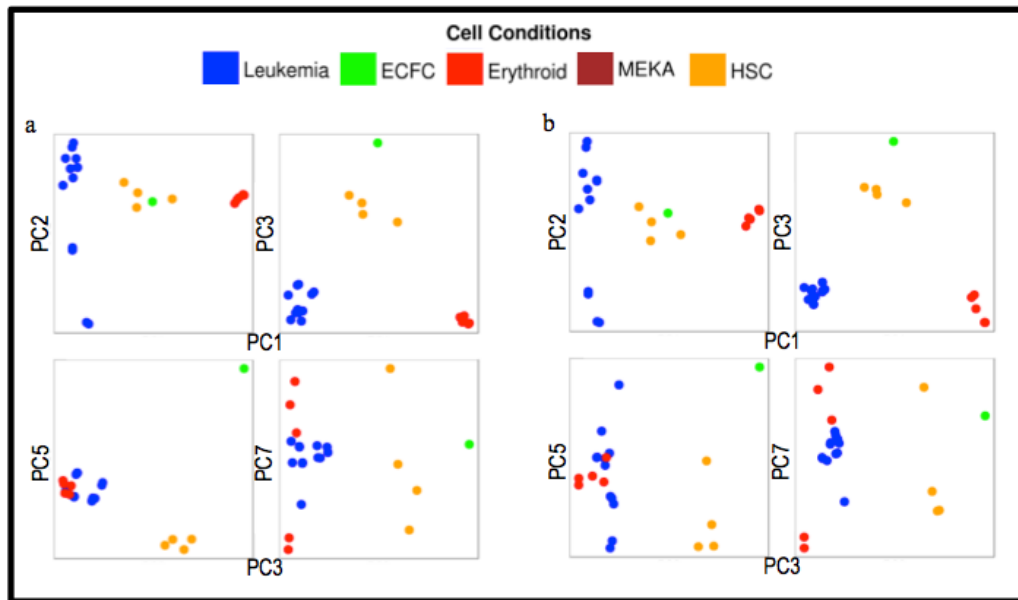 Cell Conditions
Leukemia ECFC Erythroid MEKA HSC
a b
PC2 PC3 PC2 PC3
PC1 PC1
PC5 PC7 PC5 PC7
PC3 PC3